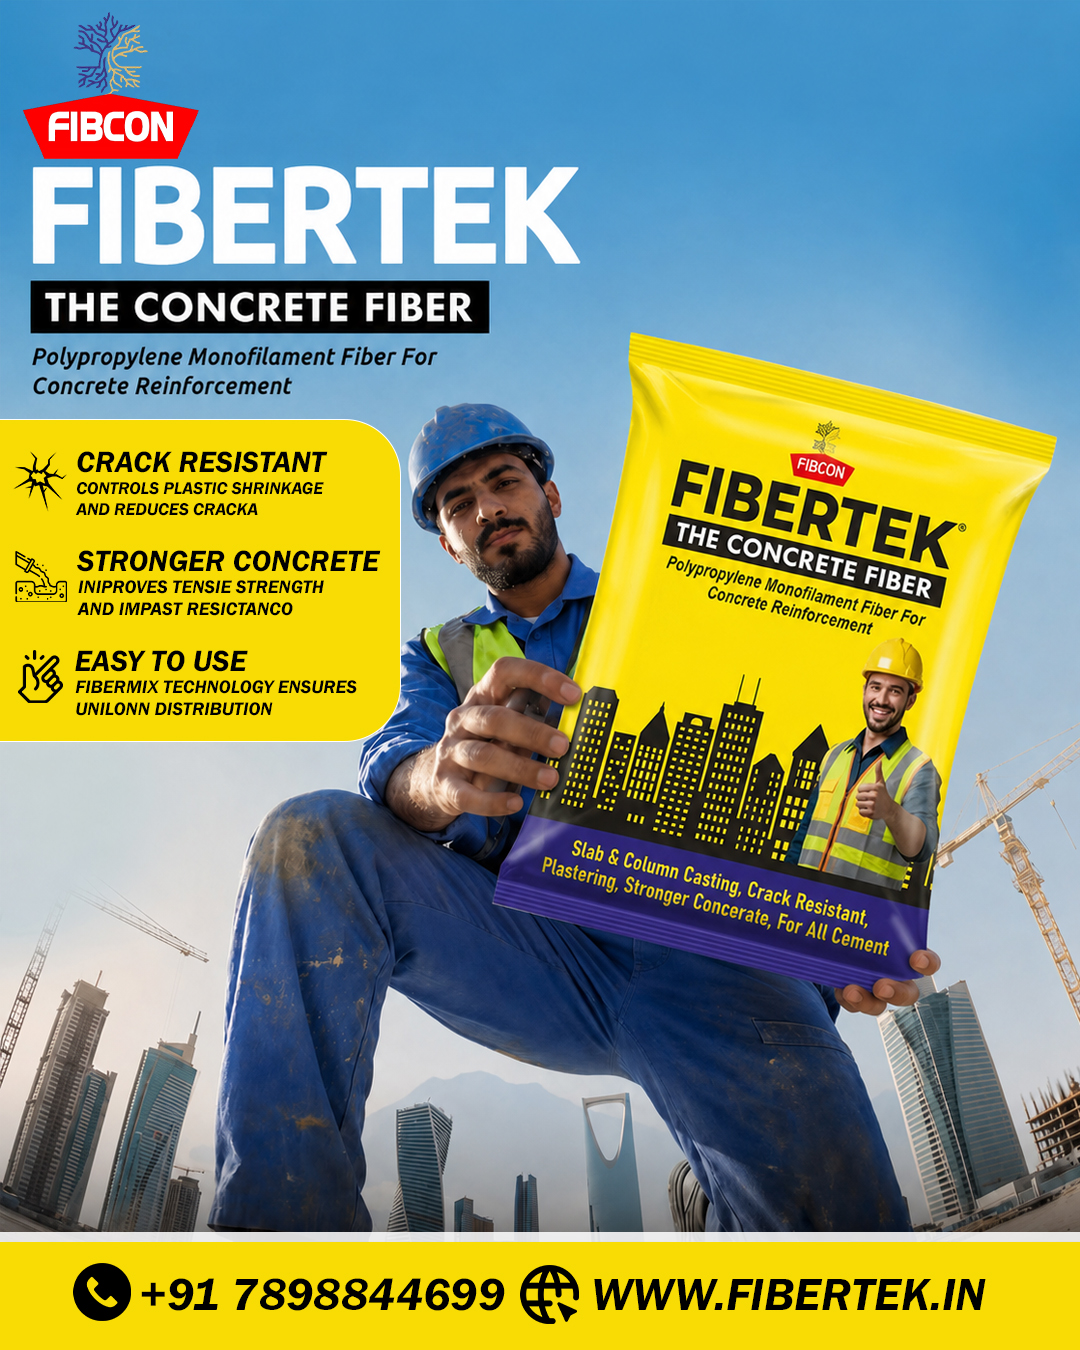 FIBCON
FIBERTEK
THE CONCRETE FIBER
Polypropylene Monofilament Fiber For
Concrete Reinforcement
CRACK RESISTANT
CONTROLS PLASTIC SHRINKAGE
AND REDUCES CRACKA
STRONGER CONCRETE
INIPROVES TENSIE STRENGTH
AND IMPAST RESICTANCO
EASY TO USE
FIBERMIX TECHNOLOGY ENSURES
UNILONN DISTRIBUTION
FIBCON
FIBERTEK®
THE CONCRETE FIBER
Polypropylene Monofilament Fiber For
Concrete Reinforcement
Slab & Column Casting, Crack Resistant,
Plastering, Stronger Concerate, For All Cement
+91 7898844699 WWW.FIBERTEK.IN